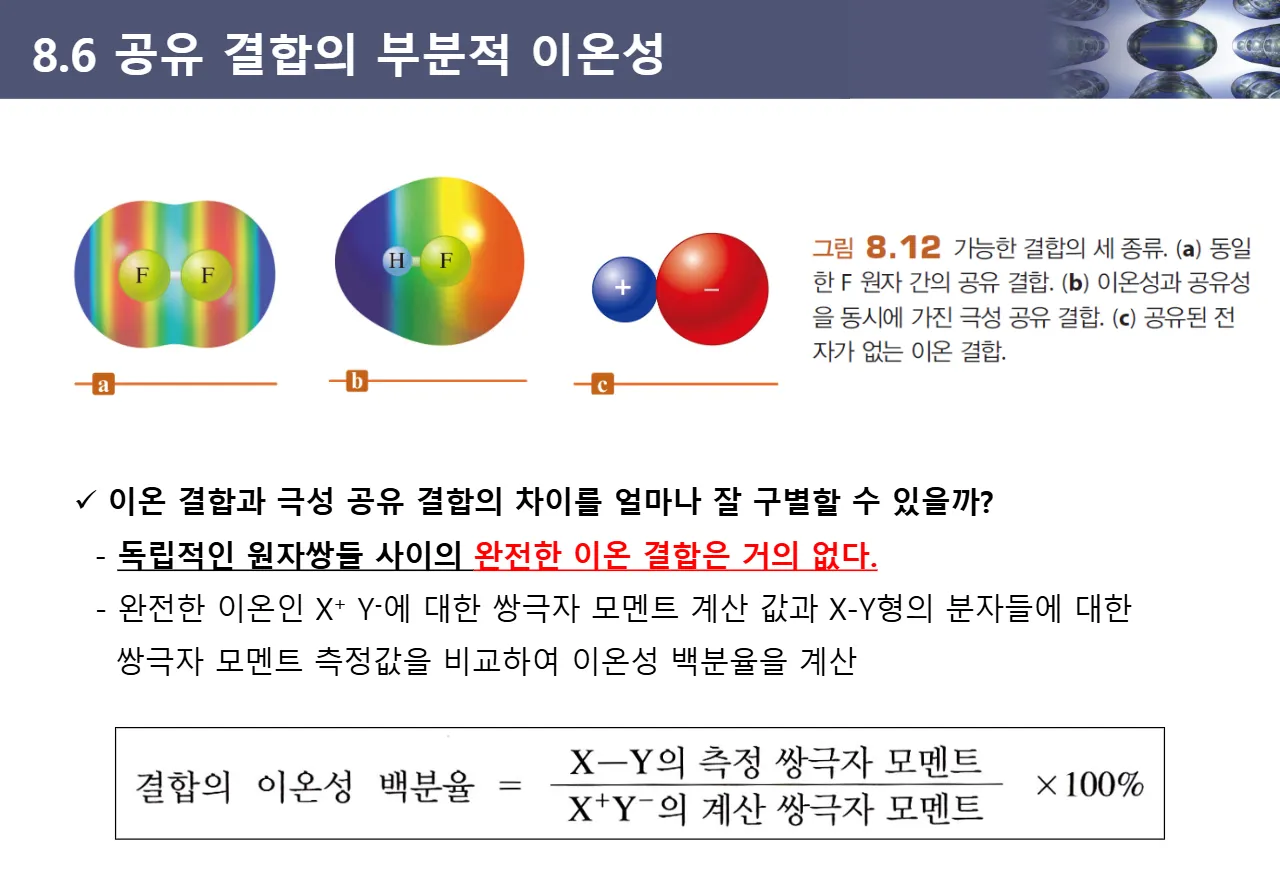 8.6 공유 결합의 부분적 이온성
F F
H F
+ −
a
b
c
그림 8.12 가능한 결합의 세 종류. (a) 동일
한 F 원자 간의 공유 결합. (b) 이온성과 공유성
을 동시에 가진 극성 공유 결합. (c) 공유된 전
자가 없는 이온 결합.
✓ 이온 결합과 극성 공유 결합의 차이를 얼마나 잘 구별할 수 있을까?
- 독립적인 원자쌍들 사이의 완전한 이온 결합은 거의 없다.
- 완전한 이온인 X⁺ Y⁻에 대한 쌍극자 모멘트 계산 값과 X-Y형의 분자들에 대한
쌍극자 모멘트 측정값을 비교하여 이온성 백분율을 계산
X—Y의 측정 쌍극자 모멘트
결합의 이온성 백분율 = ×100%
X⁺Y⁻의 계산 쌍극자 모멘트